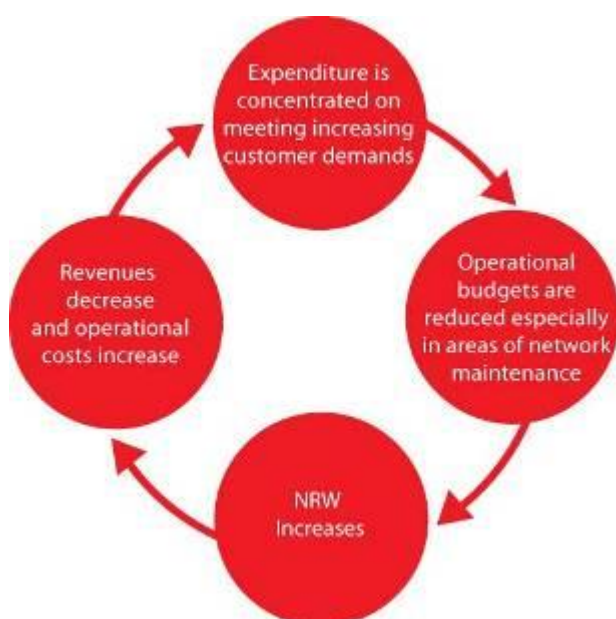 Expenditure is
concentrated on
meeting increasing
customer demands
Operational
budgets are
reduced especially
in areas of network
maintenance
NRW
Increases
Revenues
decrease
and operational
costs increase